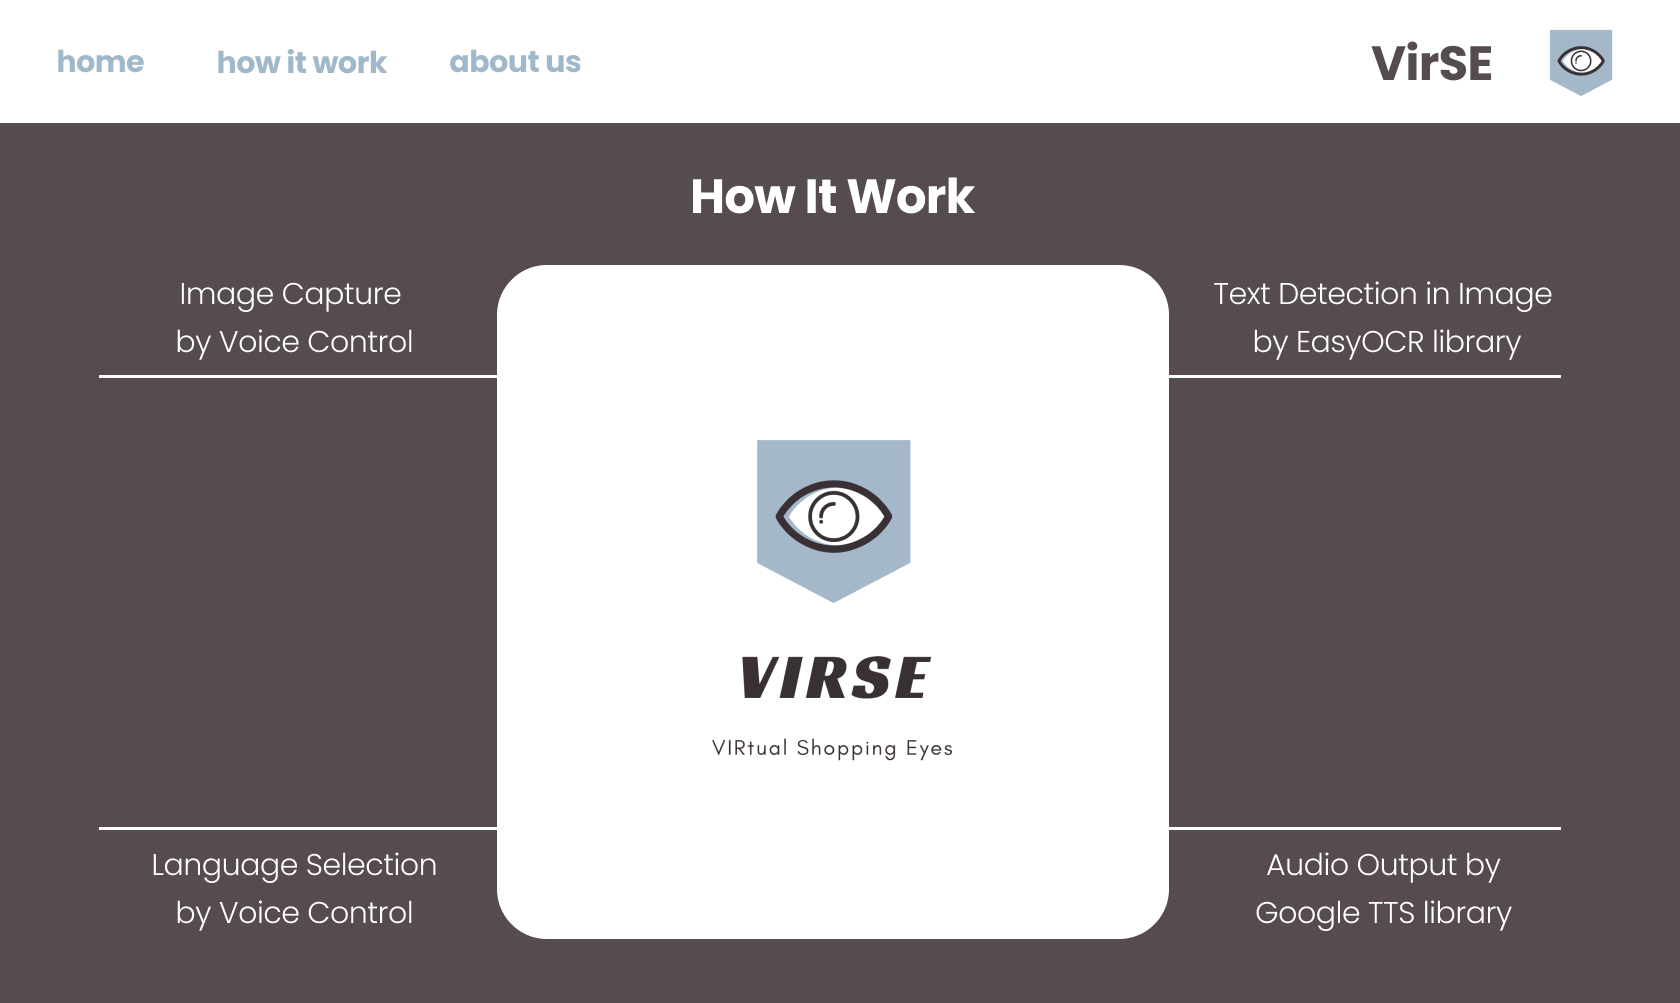 home
how it work
about us
VirSE
How It Work
Image Capture
by Voice Control
Text Detection in Image
by EasyOCR library
VIRSE
VIRtual Shopping Eyes
Language Selection
by Voice Control
Audio Output by
Google TTS library